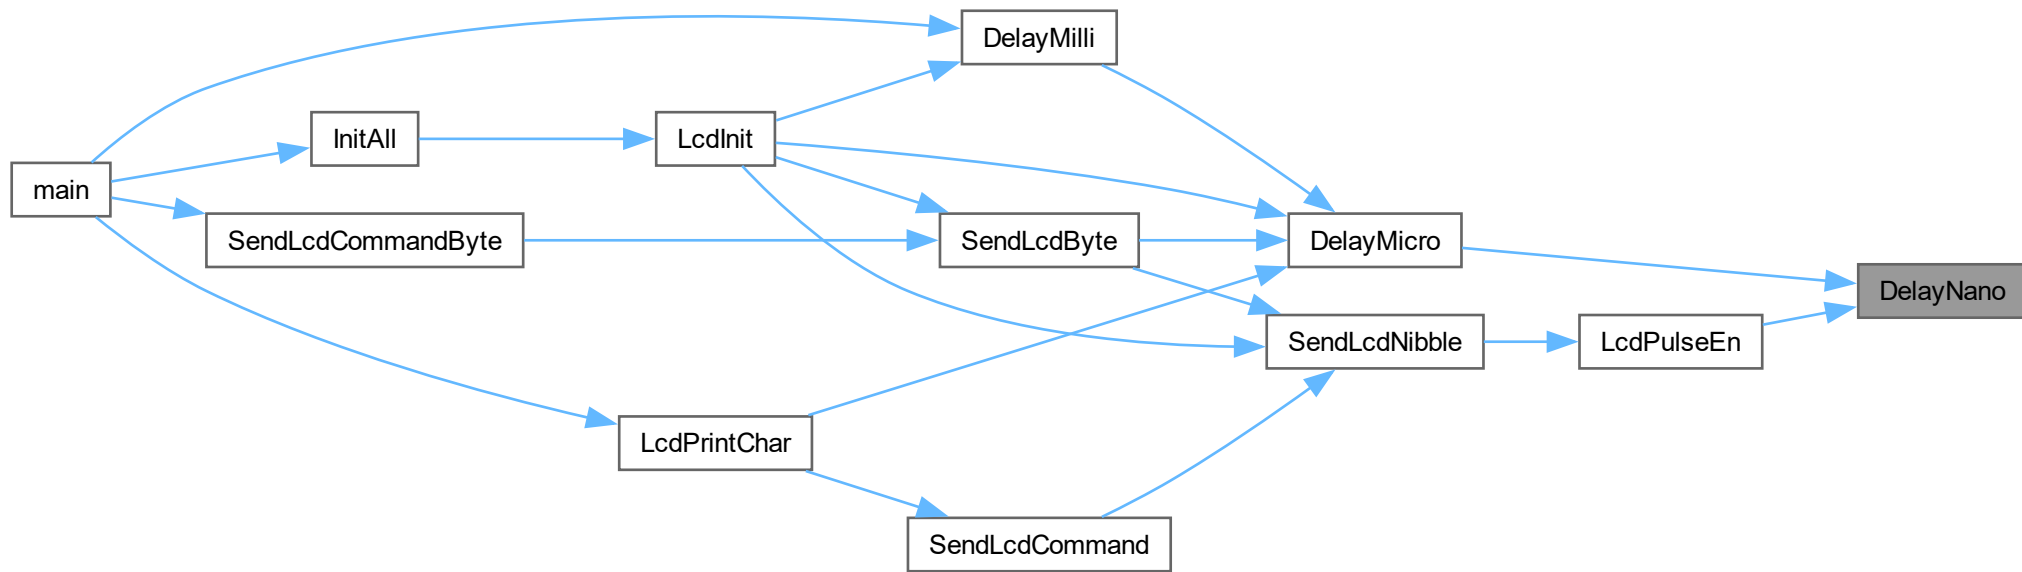 DelayMilli
InitAll
LcdInit
main
SendLcdCommandByte
SendLcdByte
DelayMicro
DelayNano
SendLcdNibble
LcdPulseEn
LcdPrintChar
SendLcdCommand